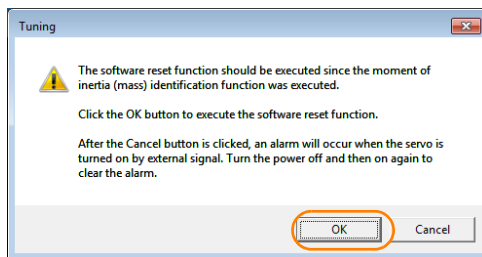 Tuning
The software reset function should be executed since the moment of
inertia (mass) identification function was executed.
Click the OK button to execute the software reset function.
After the Cancel button is clicked, an alarm will occur when the servo is
turned on by external signal. Turn the power off and then on again to
clear the alarm.
OK
Cancel